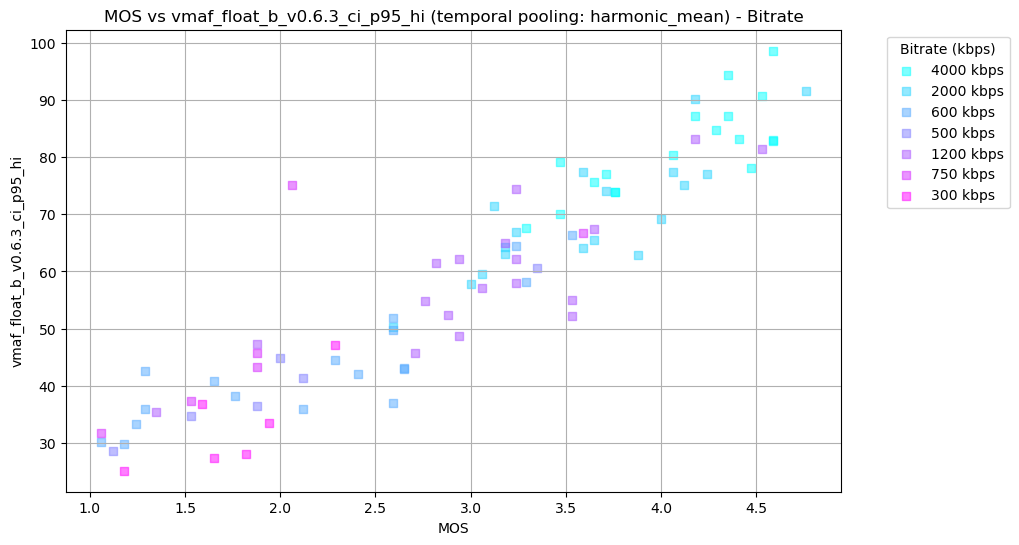 MOS vs vmaf_float_b_v0.6.3_ci_p95_hi (temporal pooling: harmonic_mean) - Bitrate
vmaf_float_b_v0.6.3_ci_p95_hi
100
90
80
70
60
50
40
30
1.0 1.5 2.0 2.5 3.0 3.5 4.0 4.5
MOS
Bitrate (kbps)
4000 kbps
2000 kbps
600 kbps
500 kbps
1200 kbps
750 kbps
300 kbps